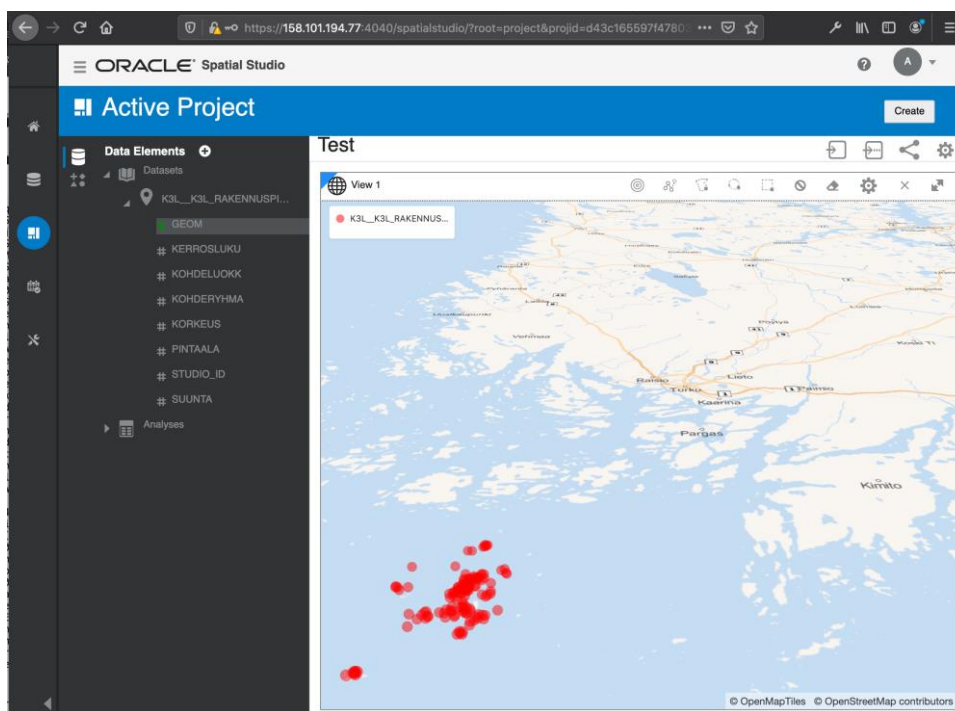 https://158.101.194.77:4040/spatialstudio/?root=project&projid=d43c165597f4780
ORACLE Spatial Studio
A
Active Project
Create
Data Elements
Datasets
K3L__K3L_RAKENNUSPI...
GEOM
KERROSLUKU
KOHDELUOKK
KOHDERYHMA
KORKEUS
PINTAALA
STUDIO_ID
SUUNTA
Analyses
Test
View 1
K3L__K3L_RAKENNUS...
Vehmaa
Pöytyä
Raisio
Turku
Lieto
Kaarina
Paimio
Pargas
Kimito
© OpenMapTiles © OpenStreetMap contributors